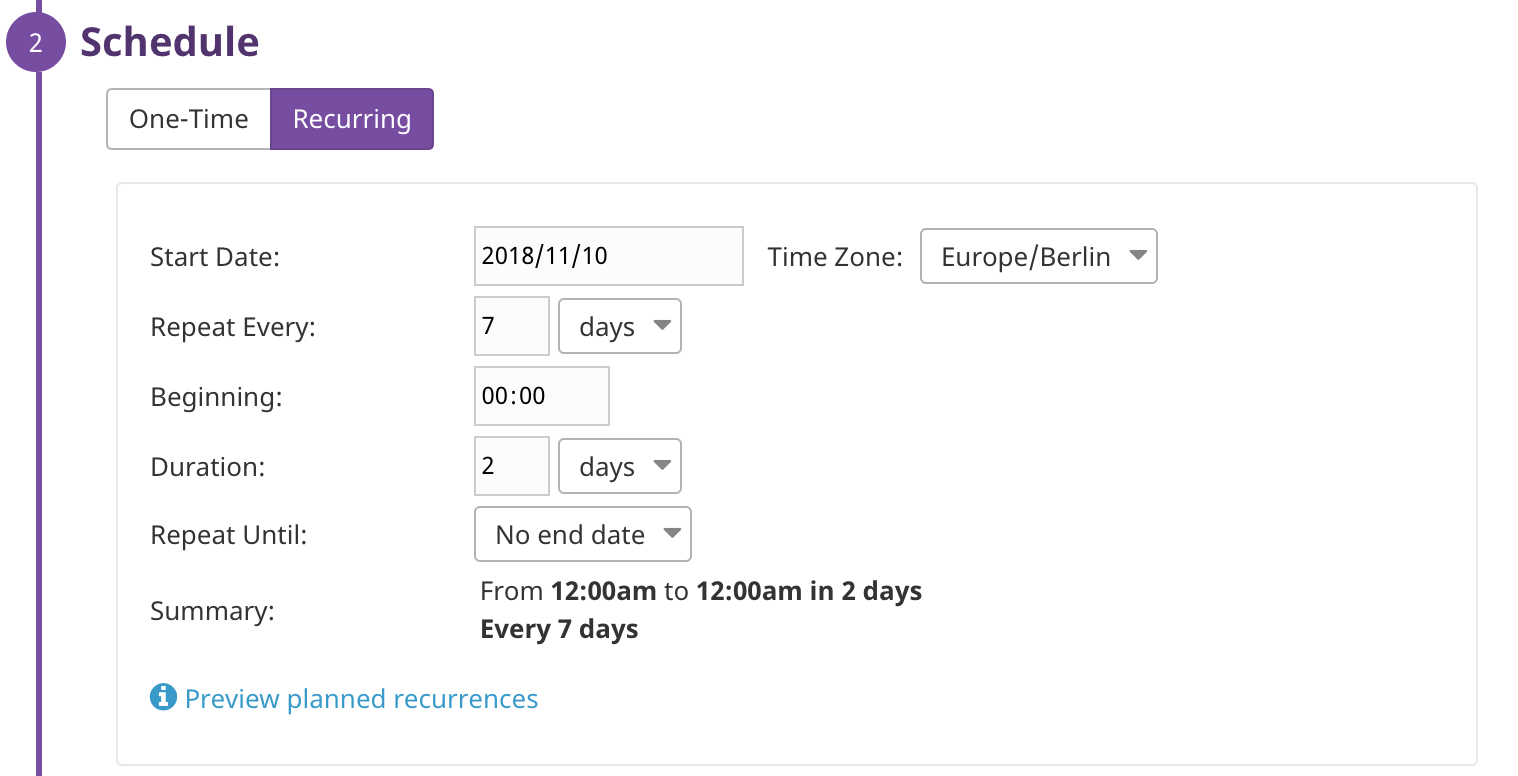 2 Schedule
One-Time Recurring
Start Date: 2018/11/10 Time Zone: Europe/Berlin
Repeat Every: 7 days
Beginning: 00:00
Duration: 2 days
Repeat Until: No end date
Summary: From 12:00am to 12:00am in 2 days
Every 7 days
Preview planned recurrences